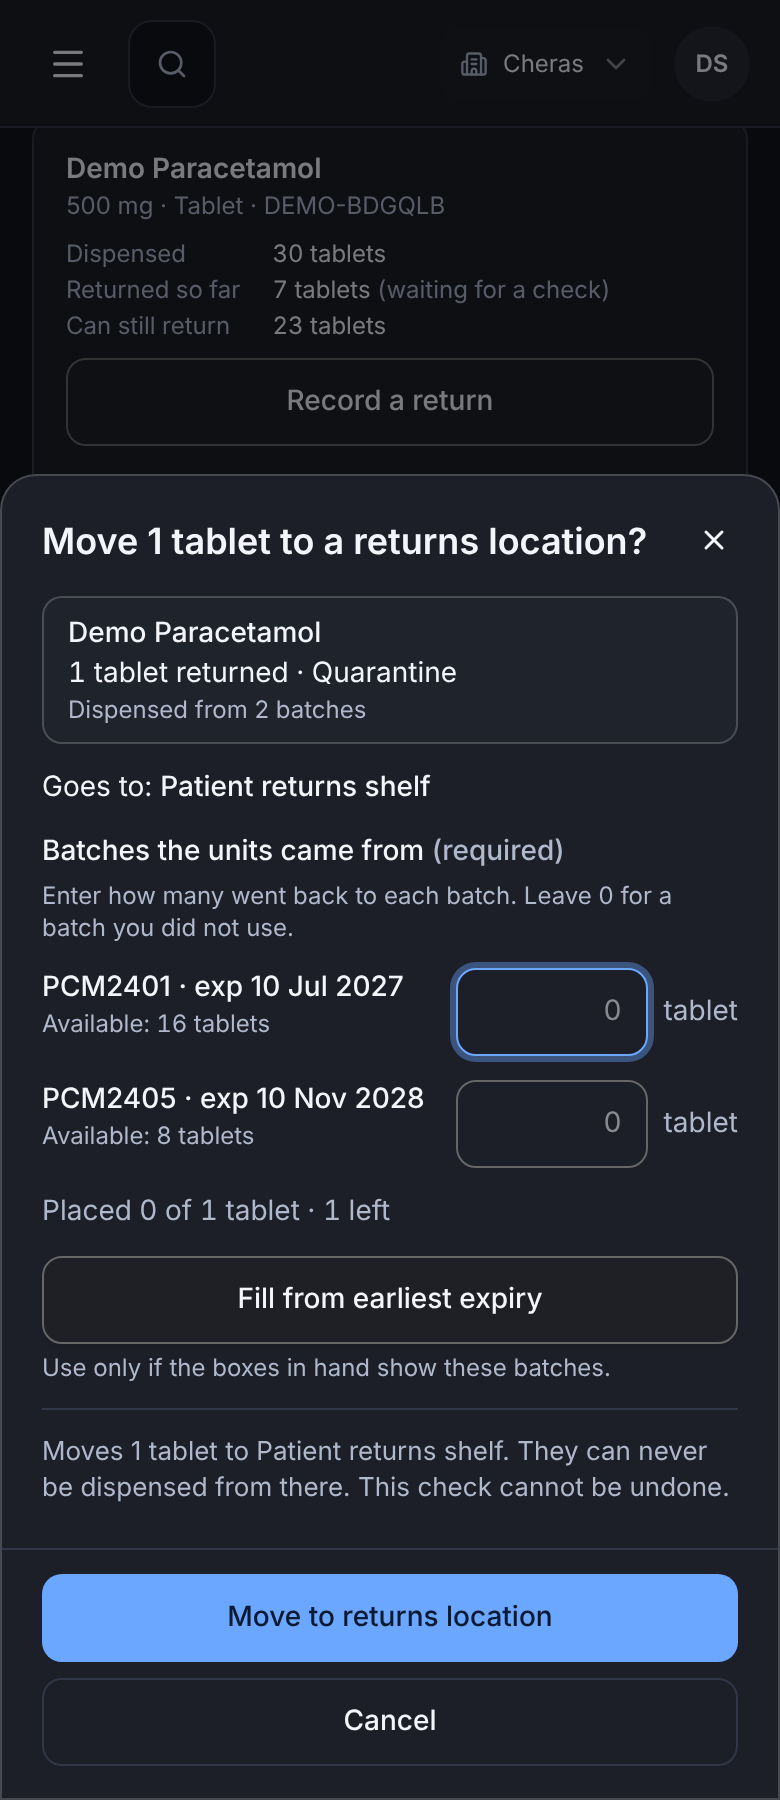 Cheras
DS
Demo Paracetamol
500 mg · Tablet · DEMO-BDGQLB
Dispensed 30 tablets
Returned so far 7 tablets (waiting for a check)
Can still return 23 tablets
Record a return
Move 1 tablet to a returns location?
Demo Paracetamol
1 tablet returned · Quarantine
Dispensed from 2 batches
Goes to: Patient returns shelf
Batches the units came from (required)
Enter how many went back to each batch. Leave 0 for a
batch you did not use.
PCM2401 · exp 10 Jul 2027
Available: 16 tablets
0 tablet
PCM2405 · exp 10 Nov 2028
Available: 8 tablets
0 tablet
Placed 0 of 1 tablet · 1 left
Fill from earliest expiry
Use only if the boxes in hand show these batches.
Moves 1 tablet to Patient returns shelf. They can never
be dispensed from there. This check cannot be undone.
Move to returns location
Cancel